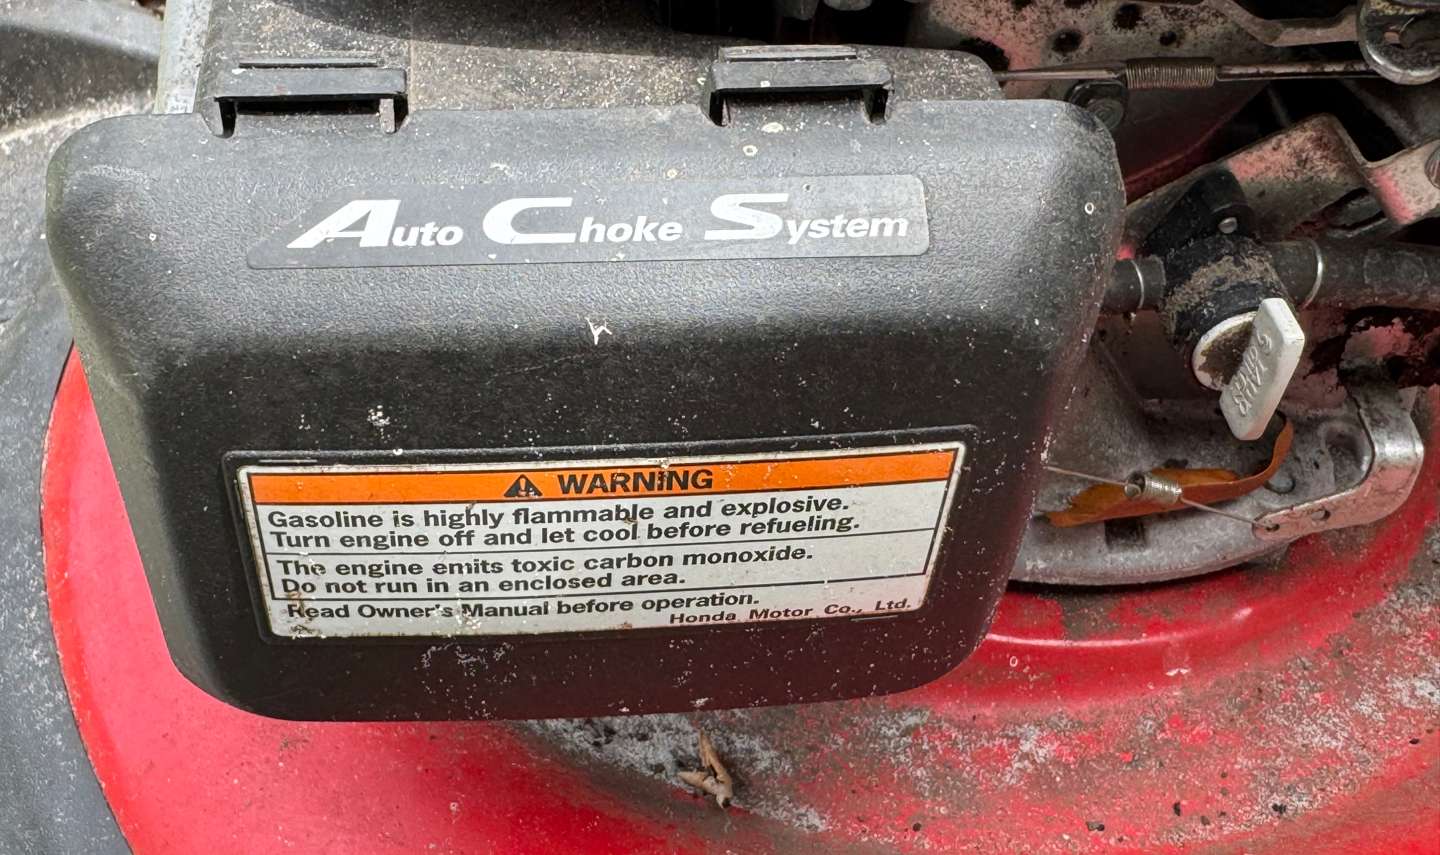 Auto Choke System
WARNING
Gasoline is highly flammable and explosive.
Turn engine off and let cool before refueling.
The engine emits toxic carbon monoxide.
Do not run in an enclosed area.
Read Owner's Manual before operation.
Honda Motor Co., Ltd.